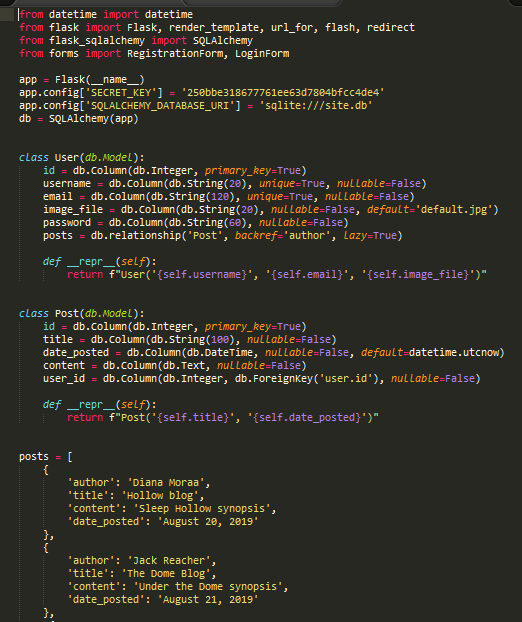 from datetime import datetime
from flask import Flask, render_template, url_for, flash, redirect
from flask_sqlalchemy import SQLAlchemy
from forms import RegistrationForm, LoginForm

app = Flask(__name__)
app.config['SECRET_KEY'] = '250bbe318677761ee63d7804bfcc4de4'
app.config['SQLALCHEMY_DATABASE_URI'] = 'sqlite:///site.db'
db = SQLAlchemy(app)


class User(db.Model):
    id = db.Column(db.Integer, primary_key=True)
    username = db.Column(db.String(20), unique=True, nullable=False)
    email = db.Column(db.String(120), unique=True, nullable=False)
    image_file = db.Column(db.String(20), nullable=False, default='default.jpg')
    password = db.Column(db.String(60), nullable=False)
    posts = db.relationship('Post', backref='author', lazy=True)

    def __repr__(self):
        return f"User('{self.username}', '{self.email}', '{self.image_file}')"


class Post(db.Model):
    id = db.Column(db.Integer, primary_key=True)
    title = db.Column(db.String(100), nullable=False)
    date_posted = db.Column(db.DateTime, nullable=False, default=datetime.utcnow)
    content = db.Column(db.Text, nullable=False)
    user_id = db.Column(db.Integer, db.ForeignKey('user.id'), nullable=False)

    def __repr__(self):
        return f"Post('{self.title}', '{self.date_posted}')"


posts = [
    {
        'author': 'Diana Moraa',
        'title': 'Hollow blog',
        'content': 'Sleep Hollow synopsis',
        'date_posted': 'August 20, 2019'
    },
    {
        'author': 'Jack Reacher',
        'title': 'The Dome Blog',
        'content': 'Under the Dome synopsis',
        'date_posted': 'August 21, 2019'
    },